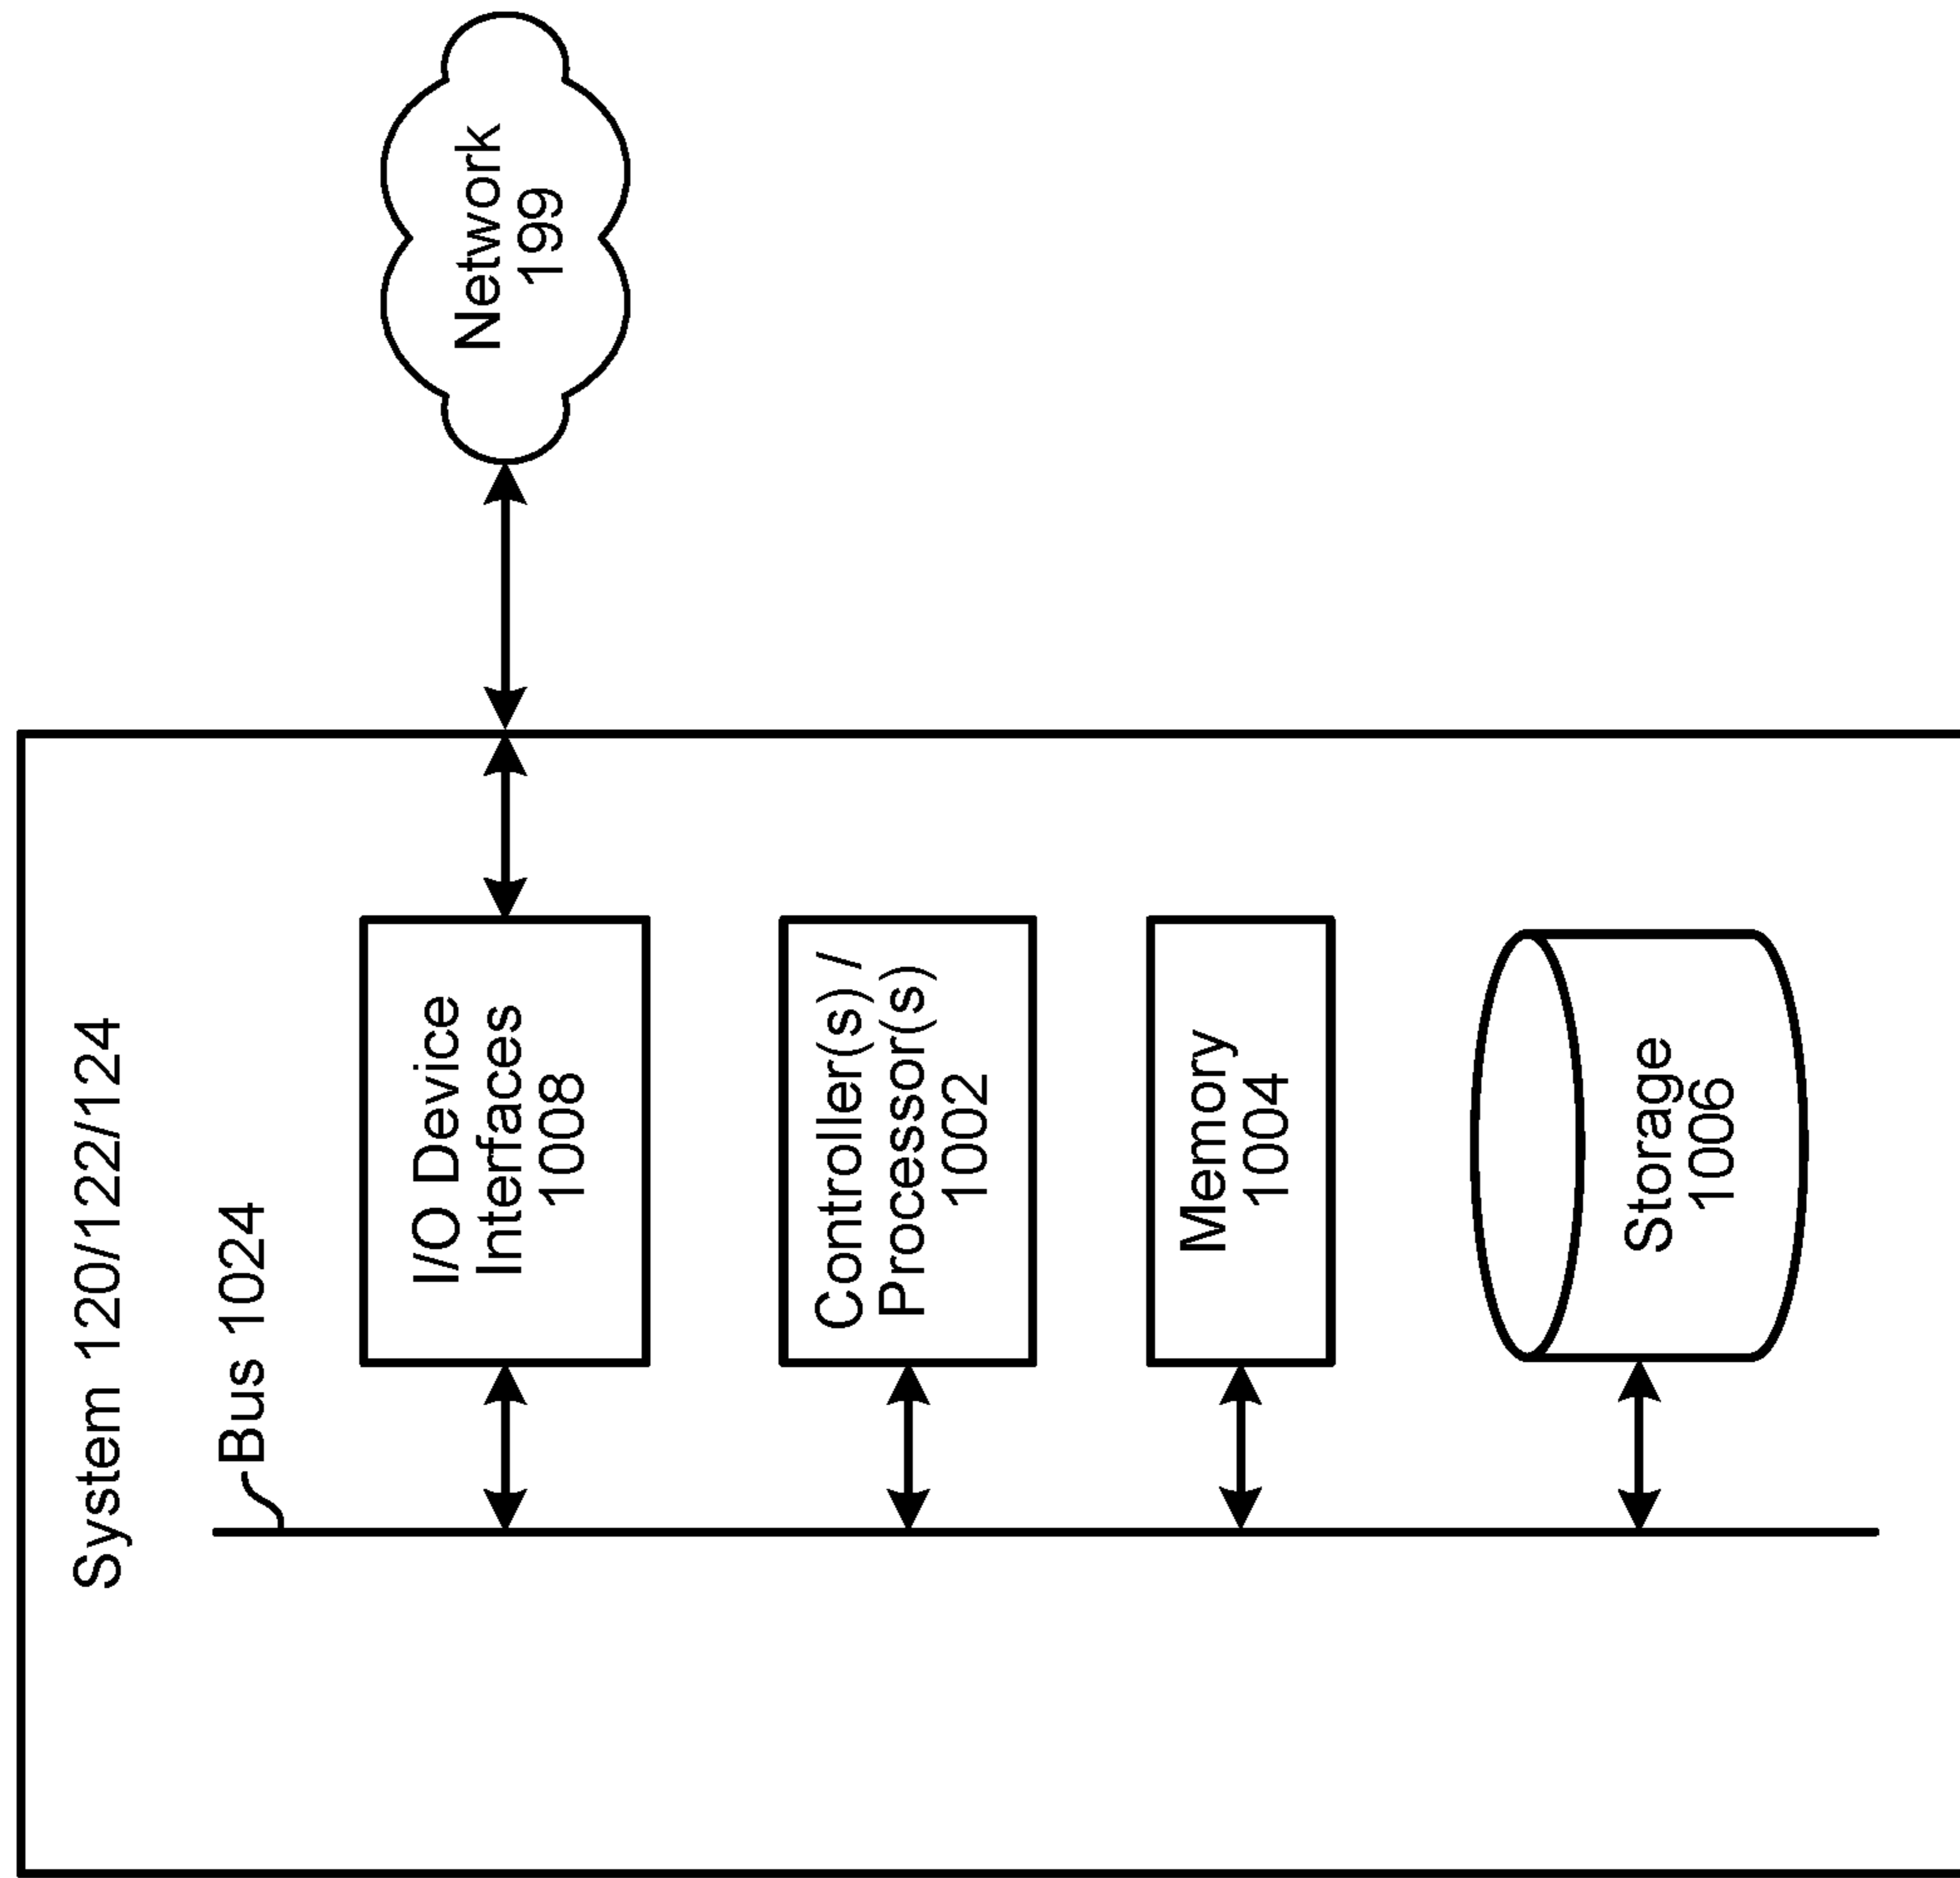 System 120/122/124
Bus 1024
I/O Device
Interfaces
1008
Network
199
Controller(s) /
Processor(s)
1002
Memory
1004
Storage
1006